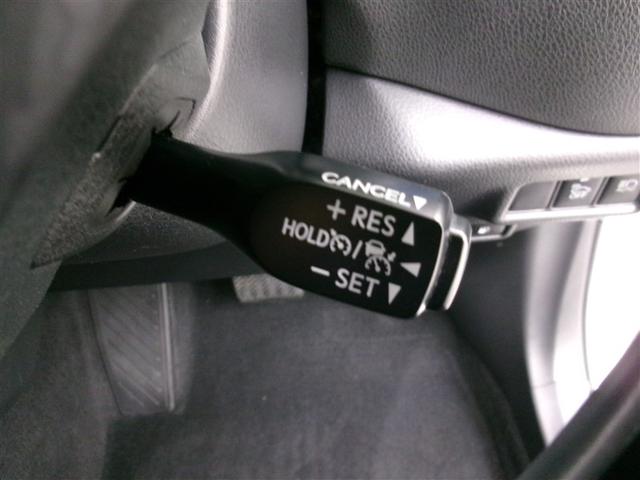 CANCEL▼
+ RES ▲
HOLD / ◀
− SET ▼